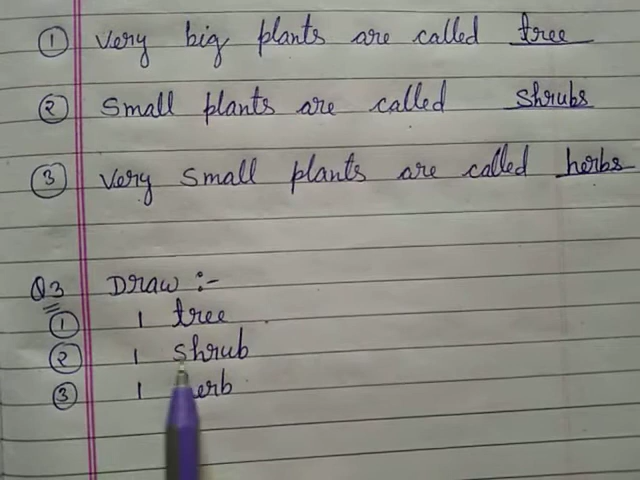 ① Very big plants are called tree
② Small plants are called shrubs
③ Very small plants are called herbs
Q3 Draw :-
① 1 tree
② 1 shrub
③ 1 erb